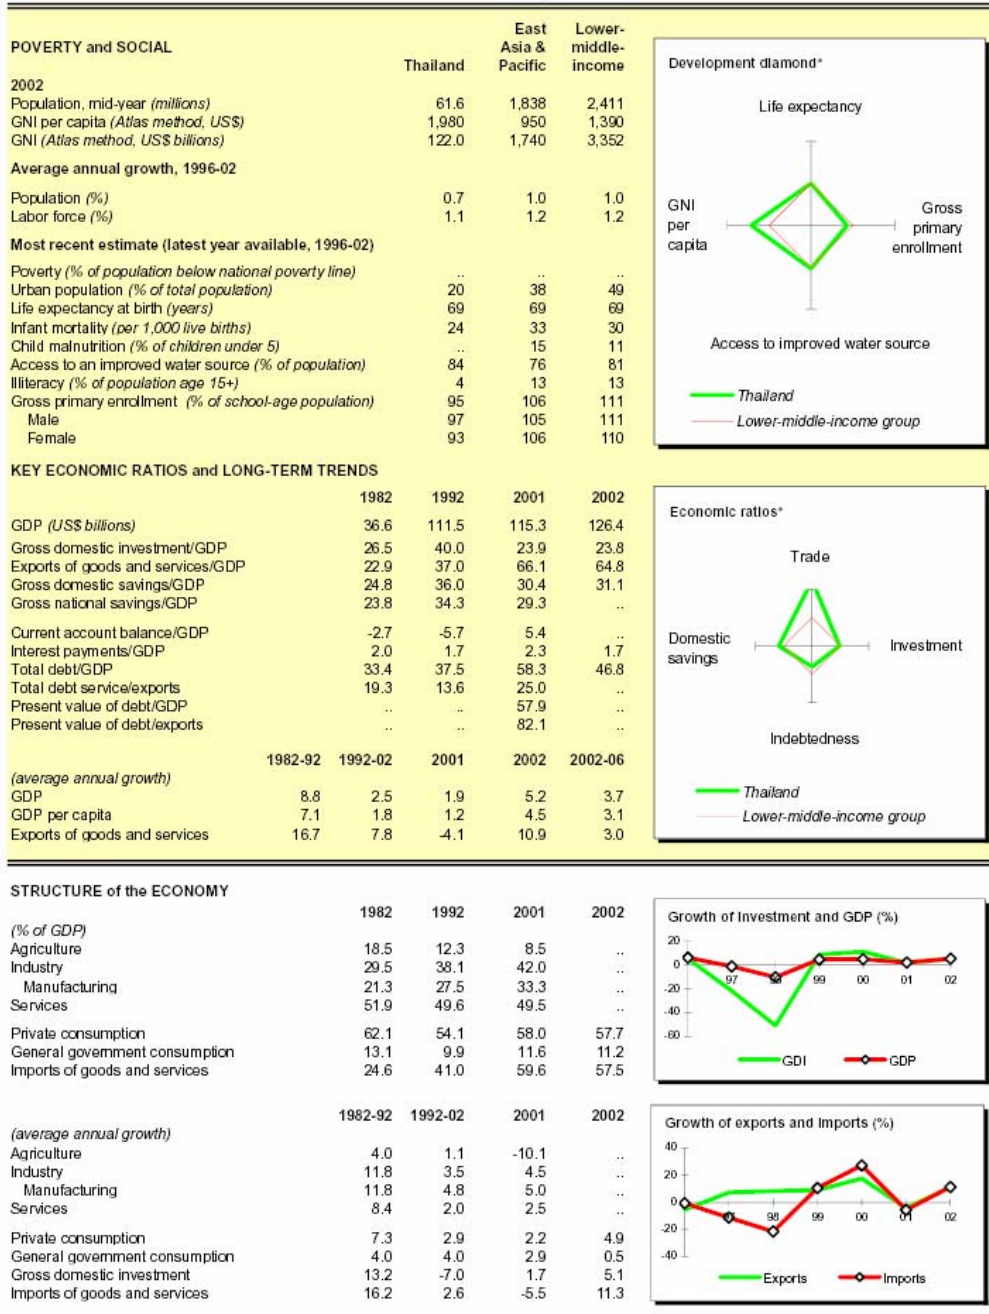 POVERTY and SOCIAL Thailand East Asia & Pacific Lower-middle-income
2002
Population, mid-year (millions) 61.6 1,838 2,411
GNI per capita (Atlas method, US$) 1,980 950 1,390
GNI (Atlas method, US$ billions) 122.0 1,740 3,352
Average annual growth, 1996-02
Population (%) 0.7 1.0 1.0
Labor force (%) 1.1 1.2 1.2
Most recent estimate (latest year available, 1996-02)
Poverty (% of population below national poverty line) .. .. ..
Urban population (% of total population) 20 38 49
Life expectancy at birth (years) 69 69 69
Infant mortality (per 1,000 live births) 24 33 30
Child malnutrition (% of children under 5) .. 15 11
Access to an improved water source (% of population) 84 76 81
Illiteracy (% of population age 15+) 4 13 13
Gross primary enrollment (% of school-age population) 95 106 111
Male 97 105 111
Female 93 106 110
Development diamond*
Life expectancy
GNI per capita
Gross primary enrollment
Access to improved water source
Thailand
Lower-middle-income group
KEY ECONOMIC RATIOS and LONG-TERM TRENDS
1982 1992 2001 2002
GDP (US$ billions) 36.6 111.5 115.3 126.4
Gross domestic investment/GDP 26.5 40.0 23.9 23.8
Exports of goods and services/GDP 22.9 37.0 66.1 64.8
Gross domestic savings/GDP 24.8 36.0 30.4 31.1
Gross national savings/GDP 23.8 34.3 29.3 ..
Current account balance/GDP -2.7 -5.7 5.4 ..
Interest payments/GDP 2.0 1.7 2.3 1.7
Total debt/GDP 33.4 37.5 58.3 46.8
Total debt service/exports 19.3 13.6 25.0 ..
Present value of debt/GDP .. .. 57.9
Present value of debt/exports .. .. 82.1
1982-92 1992-02 2001 2002 2002-06
(average annual growth)
GDP 8.8 2.5 1.9 5.2 3.7
GDP per capita 7.1 1.8 1.2 4.5 3.1
Exports of goods and services 16.7 7.8 -4.1 10.9 3.0
Economic ratios*
Trade
Domestic savings
Investment
Indebtedness
Thailand
Lower-middle-income group
STRUCTURE of the ECONOMY
1982 1992 2001 2002
(% of GDP)
Agriculture 18.5 12.3 8.5 ..
Industry 29.5 38.1 42.0 ..
Manufacturing 21.3 27.5 33.3 ..
Services 51.9 49.6 49.5 ..
Private consumption 62.1 54.1 58.0 57.7
General government consumption 13.1 9.9 11.6 11.2
Imports of goods and services 24.6 41.0 59.6 57.5
Growth of Investment and GDP (%)
20
0
-20
-40
-60
97 98 99 00 01 02
GDI GDP
1982-92 1992-02 2001 2002
(average annual growth)
Agriculture 4.0 1.1 -10.1 ..
Industry 11.8 3.5 4.5 ..
Manufacturing 11.8 4.8 5.0 ..
Services 8.4 2.0 2.5 ..
Private consumption 7.3 2.9 2.2 4.9
General government consumption 4.0 4.0 2.9 0.5
Gross domestic investment 13.2 -7.0 1.7 5.1
Imports of goods and services 16.2 2.6 -5.5 11.3
Growth of exports and Imports (%)
40
20
0
-20
-40
97 98 99 00 01 02
Exports Imports